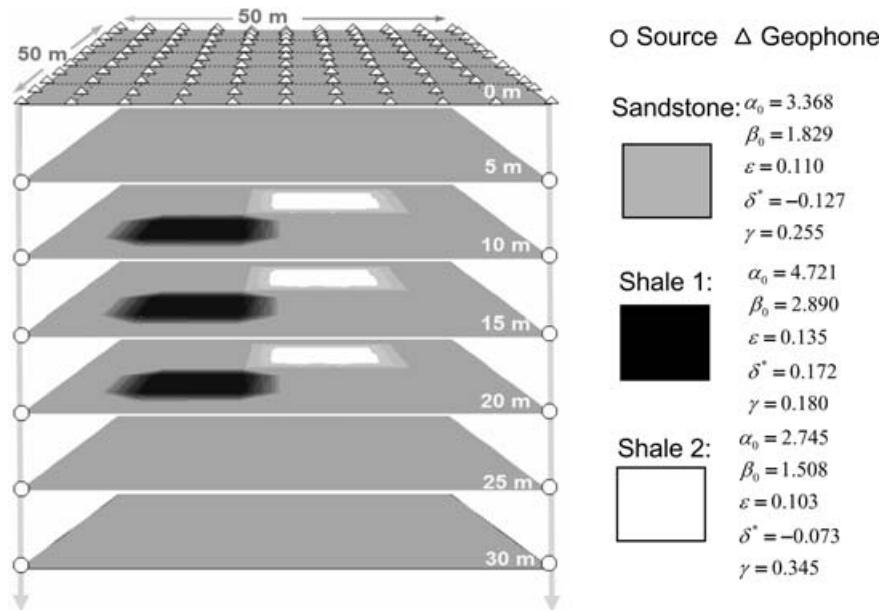 50 m
50 m
0 m
5 m
10 m
15 m
20 m
25 m
30 m
Source
Geophone
Sandstone:
α₀ = 3.368
β₀ = 1.829
ε = 0.110
δ* = −0.127
γ = 0.255
Shale 1:
α₀ = 4.721
β₀ = 2.890
ε = 0.135
δ* = 0.172
γ = 0.180
Shale 2:
α₀ = 2.745
β₀ = 1.508
ε = 0.103
δ* = −0.073
γ = 0.345